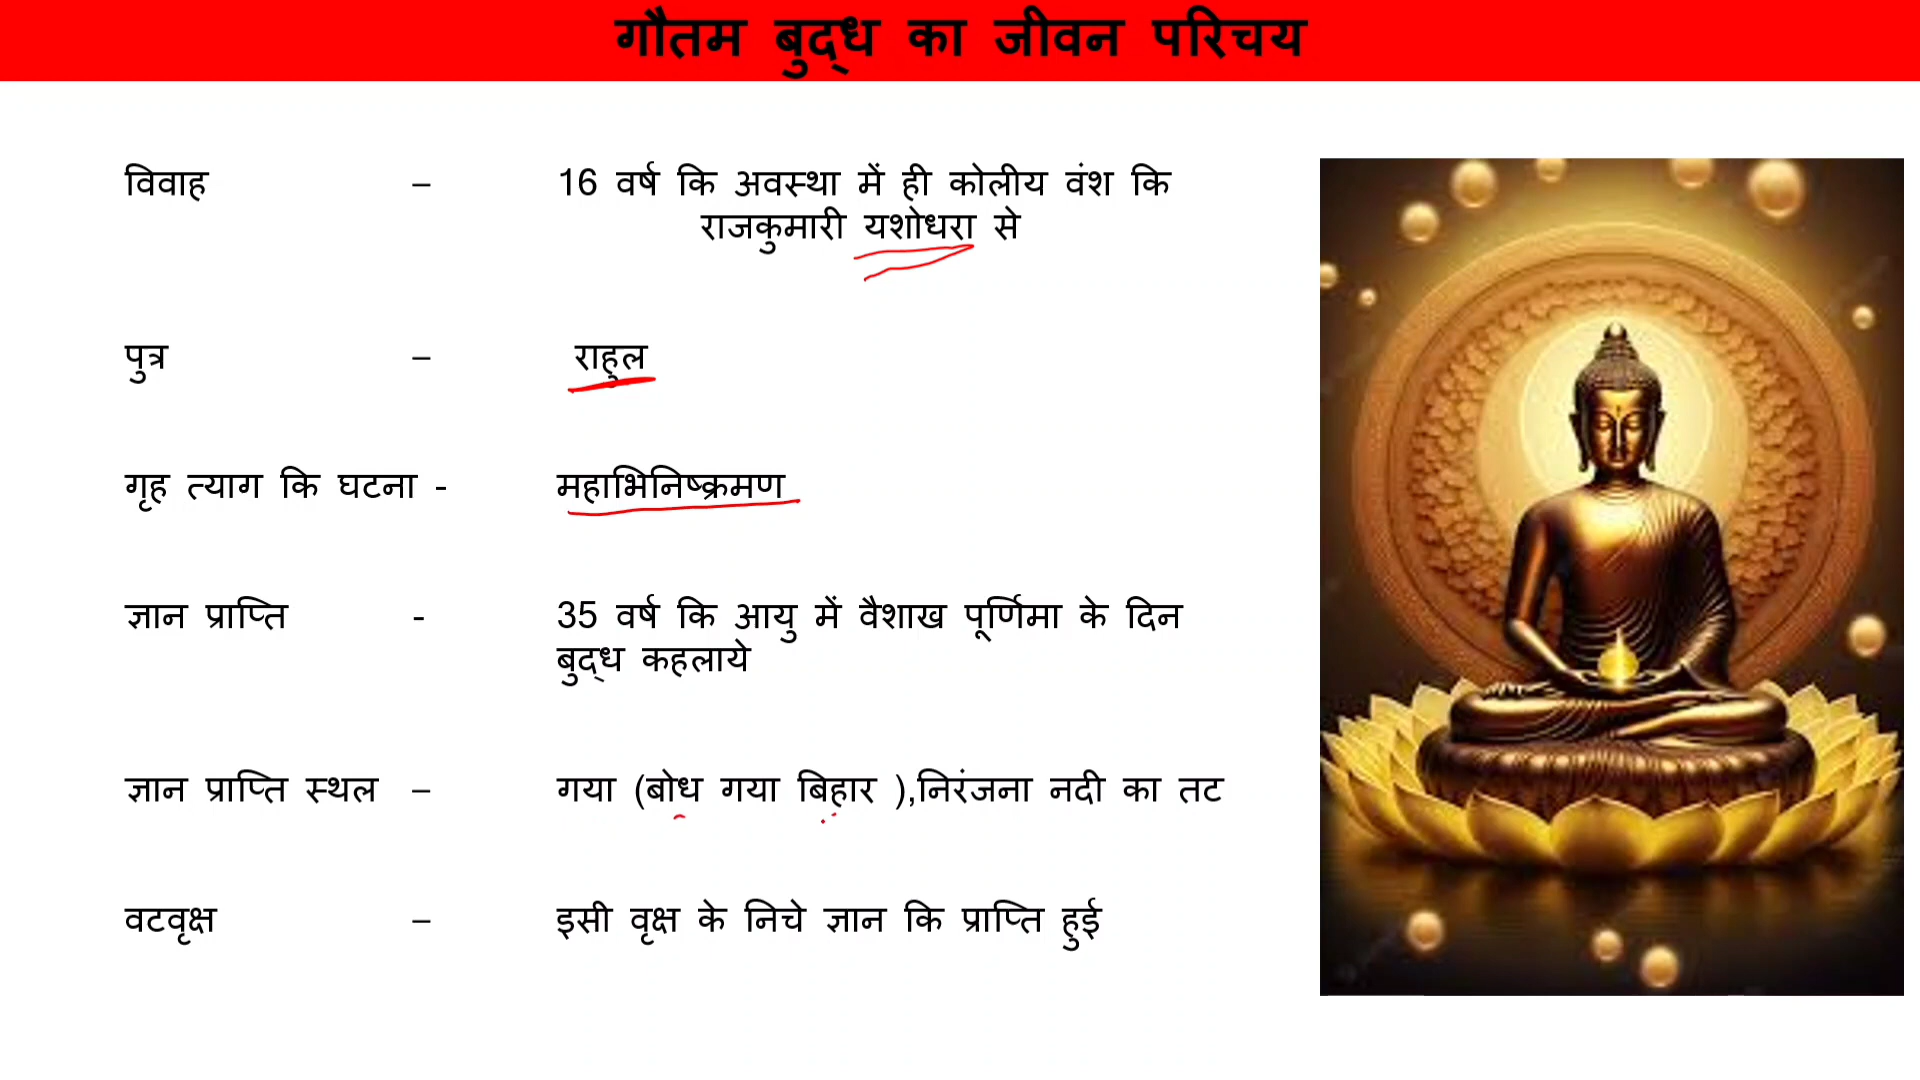 गौतम बुद्ध का जीवन परिचय
विवाह – 16 वर्ष कि अवस्था में ही कोलीय वंश कि
राजकुमारी यशोधरा से
पुत्र – राहुल
गृह त्याग कि घटना - महाभिनिष्क्रमण
ज्ञान प्राप्ति - 35 वर्ष कि आयु में वैशाख पूर्णिमा के दिन
बुद्ध कहलाये
ज्ञान प्राप्ति स्थल – गया (बोध गया बिहार ),निरंजना नदी का तट
वटवृक्ष – इसी वृक्ष के निचे ज्ञान कि प्राप्ति हुई